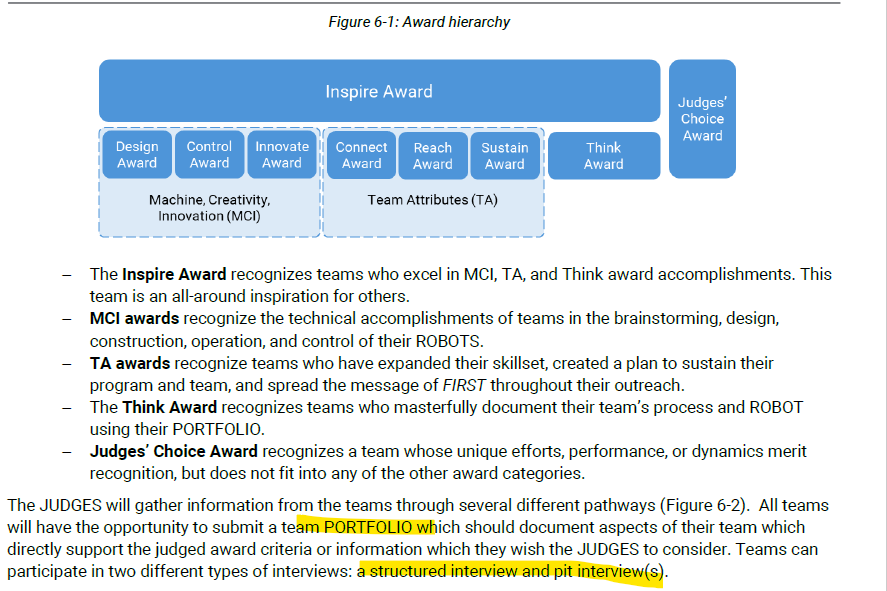 Figure 6-1: Award hierarchy
Inspire Award
Judges'
Choice
Award
Design
Award
Control
Award
Innovate
Award
Connect
Award
Reach
Award
Sustain
Award
Think
Award
Machine, Creativity,
Innovation (MCI)
Team Attributes (TA)
– The Inspire Award recognizes teams who excel in MCI, TA, and Think award accomplishments. This
team is an all-around inspiration for others.
– MCI awards recognize the technical accomplishments of teams in the brainstorming, design,
construction, operation, and control of their ROBOTS.
– TA awards recognize teams who have expanded their skillset, created a plan to sustain their
program and team, and spread the message of FIRST throughout their outreach.
– The Think Award recognizes teams who masterfully document their team's process and ROBOT
using their PORTFOLIO.
– Judges' Choice Award recognizes a team whose unique efforts, performance, or dynamics merit
recognition, but does not fit into any of the other award categories.
The JUDGES will gather information from the teams through several different pathways (Figure 6-2). All teams
will have the opportunity to submit a team PORTFOLIO which should document aspects of their team which
directly support the judged award criteria or information which they wish the JUDGES to consider. Teams can
participate in two different types of interviews: a structured interview and pit interview(s).